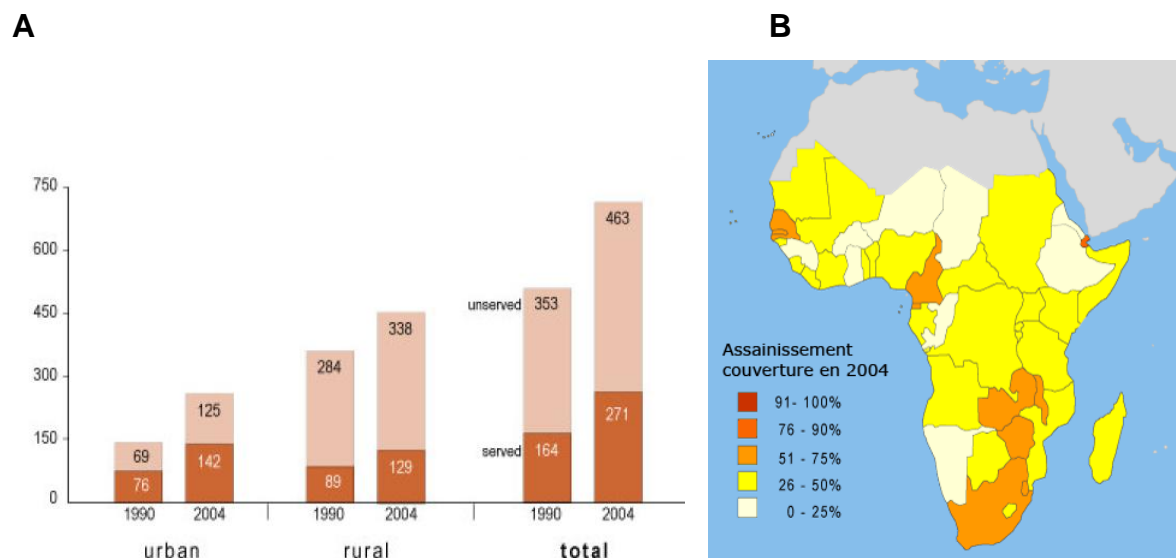 A
B
750
600
450
300
150
0
69
76
125
142
284
89
338
129
unserved
served
353
164
463
271
1990 2004 1990 2004 1990 2004
urban rural total
Assainissement
couverture en 2004
91- 100%
76 - 90%
51 - 75%
26 - 50%
0 - 25%